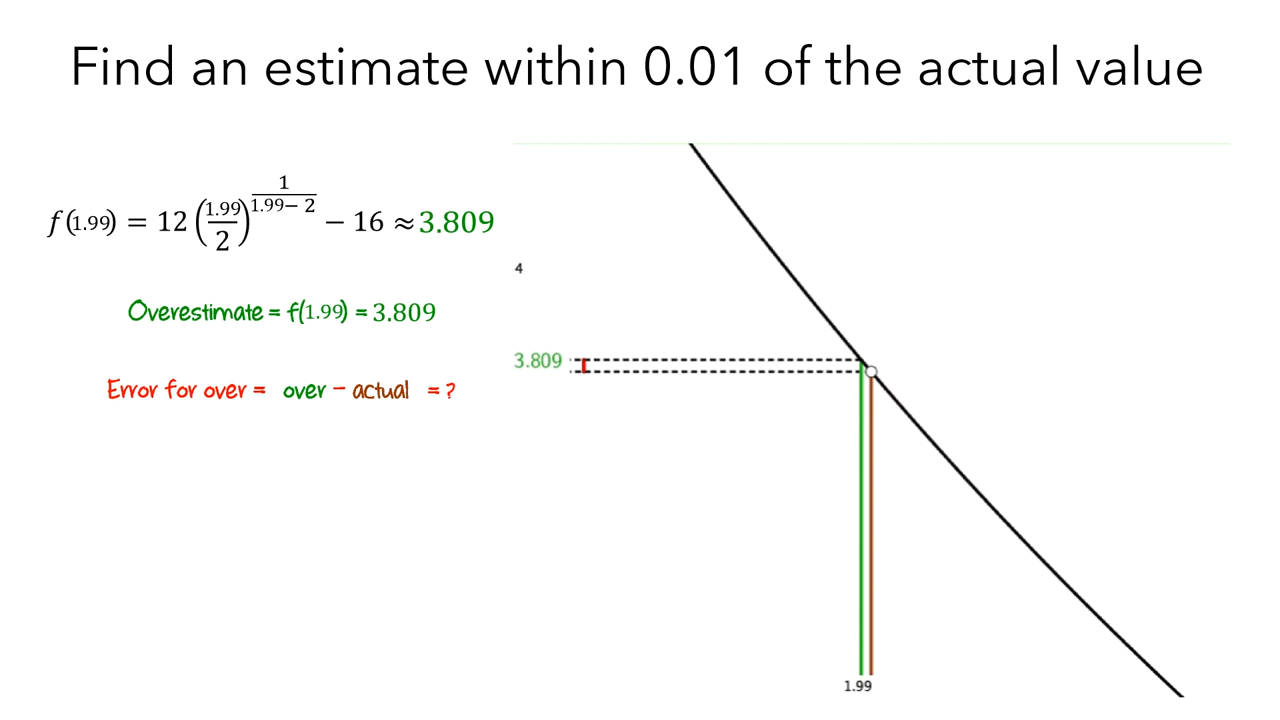 Find an estimate within 0.01 of the actual value
f(1.99) = 12 (1.99/2)^(1/(1.99− 2)) − 16 ≈ 3.809
Overestimate = f(1.99) = 3.809
Error for over = over − actual = ?
4
3.809
1.99